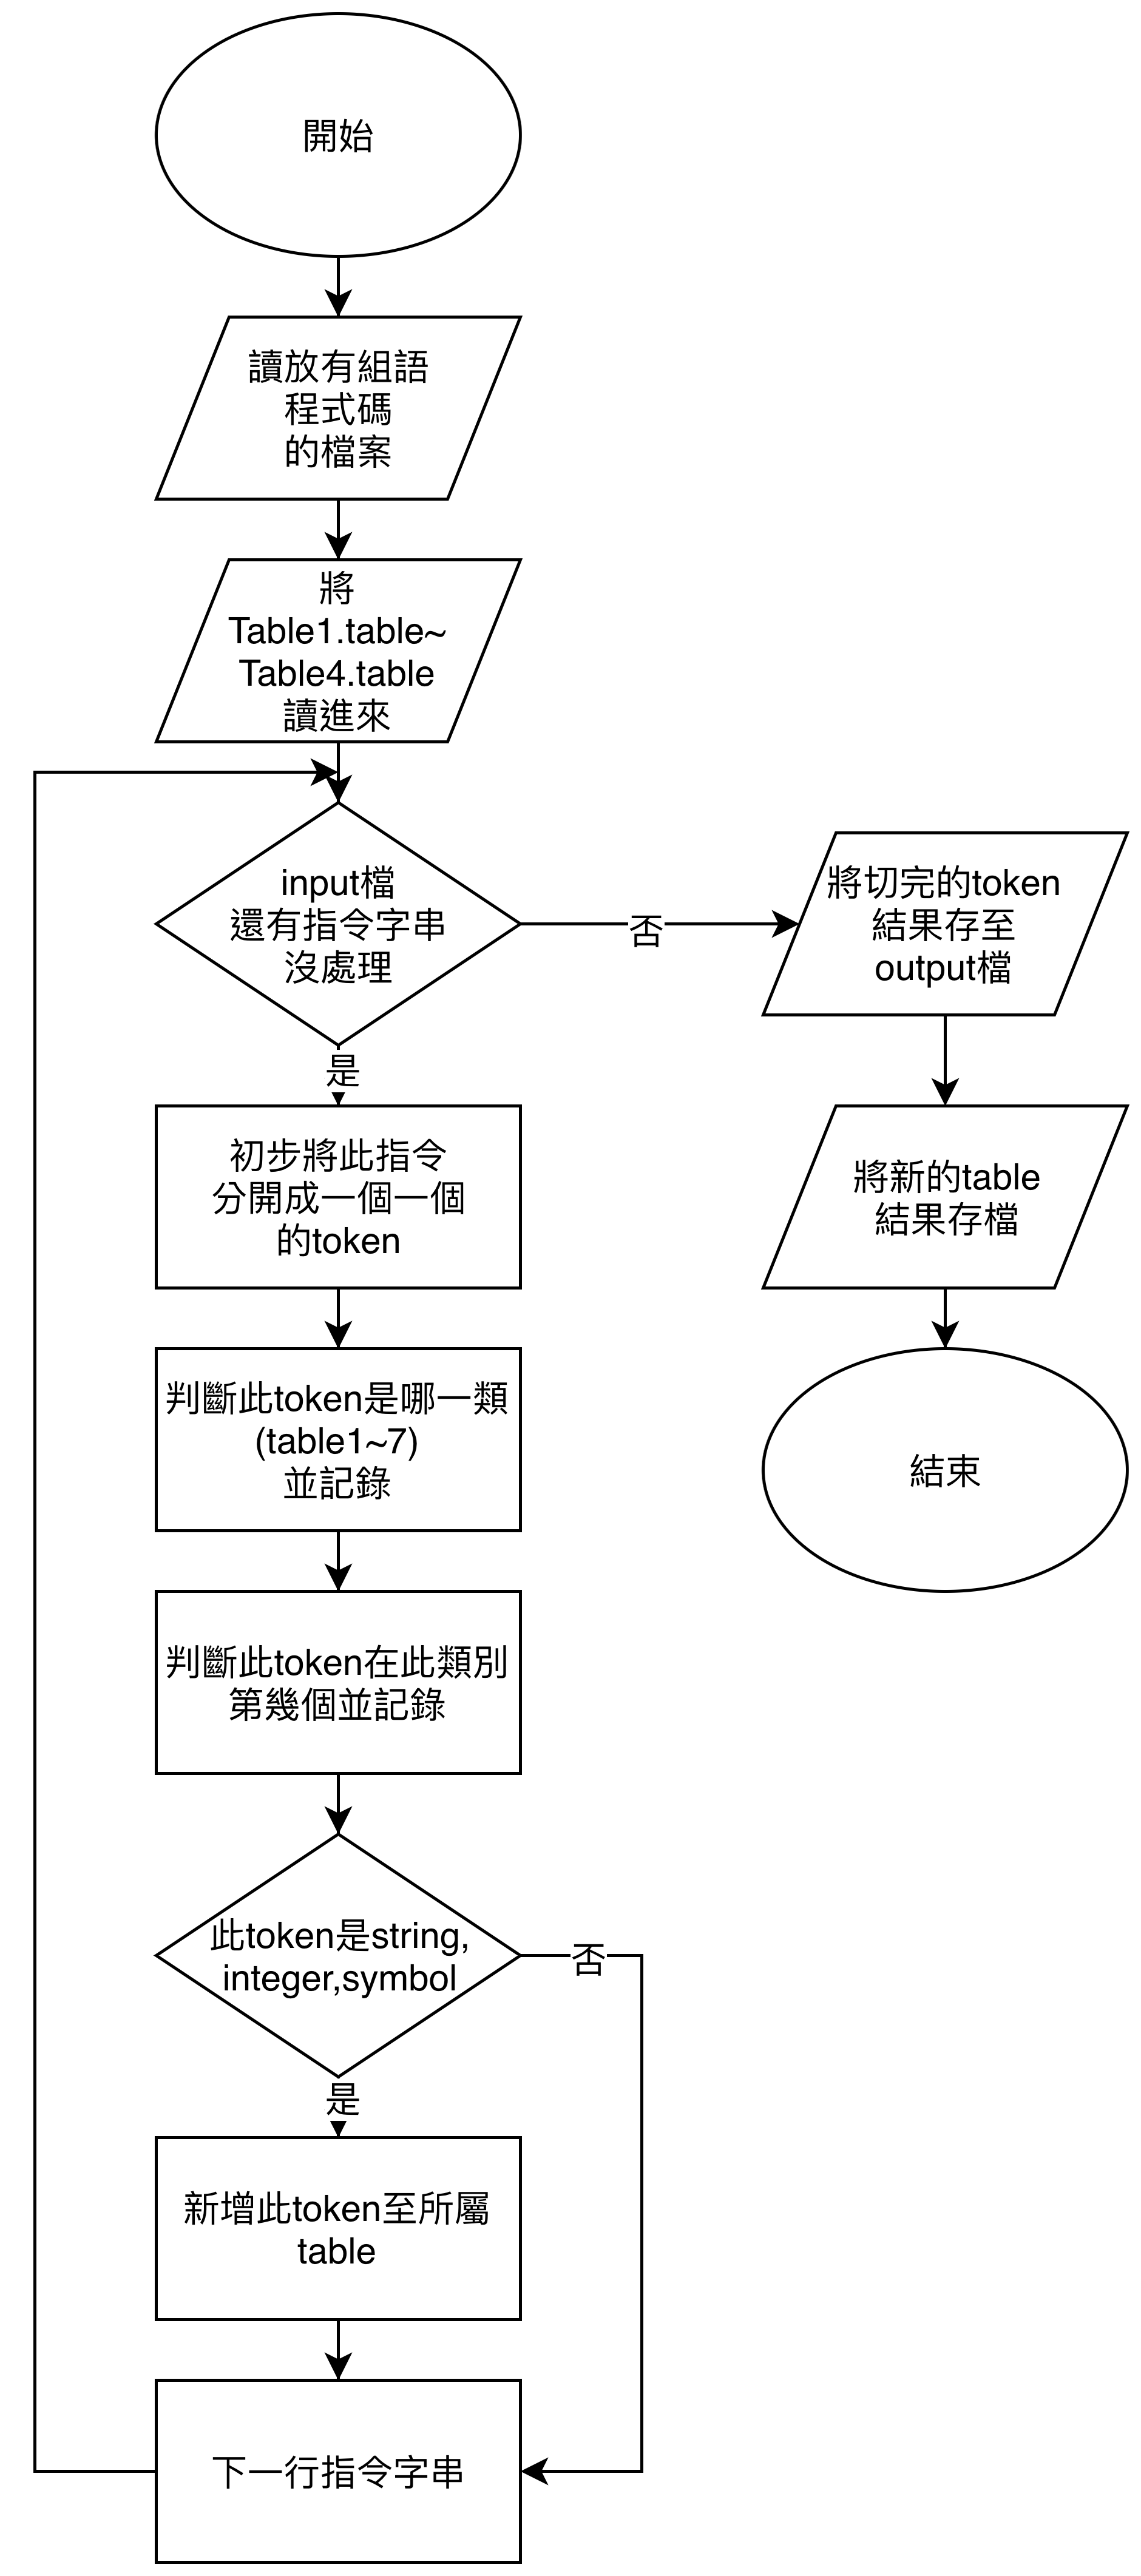 開始
讀放有組語
程式碼
的檔案
將
Table1.table~
Table4.table
讀進來
input檔
還有指令字串
沒處理
否
將切完的token
結果存至
output檔
是
初步將此指令
分開成一個一個
的token
將新的table
結果存檔
判斷此token是哪一類
(table1~7)
並記錄
結束
判斷此token在此類別
第幾個並記錄
此token是string,
integer,symbol
否
是
新增此token至所屬
table
下一行指令字串